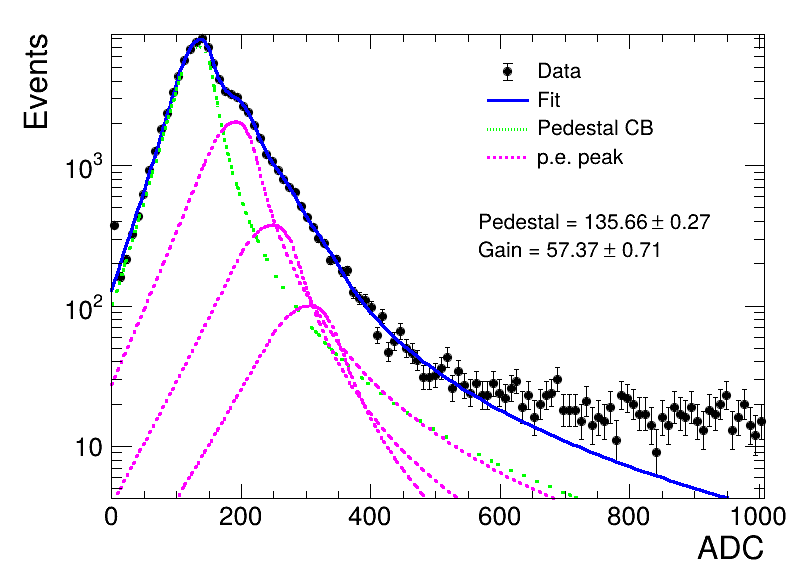 Events
Data
Fit
Pedestal CB
p.e. peak
Pedestal = 135.66 ± 0.27
Gain = 57.37 ± 0.71
10³
10²
10
0 200 400 600 800 1000
ADC